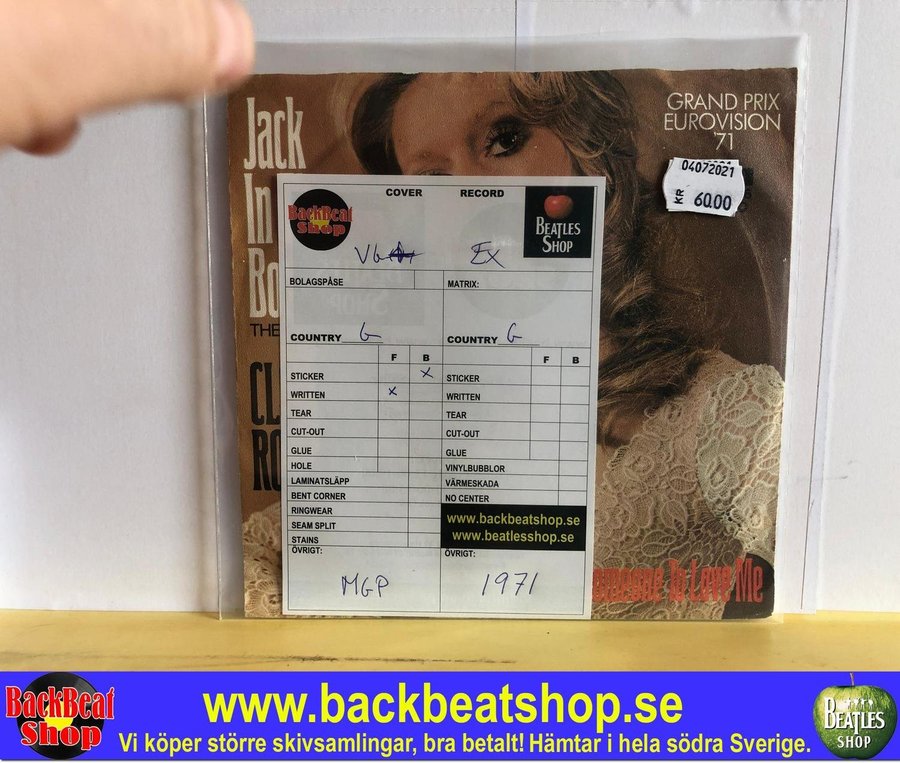 Jack
In
Bo
THE
CL
RO
GRAND PRIX
EUROVISION
'71
04072021
KR 60.00
COVER RECORD
BackBeat
Shop
BEATLES
SHOP
VG EX
BOLAGSPÅSE MATRIX:
COUNTRY G COUNTRY G
F B F B
STICKER x STICKER
WRITTEN x WRITTEN
TEAR TEAR
CUT-OUT CUT-OUT
GLUE GLUE
HOLE VINYLBUBBLOR
LAMINATSLÄPP VÄRMESKADA
BENT CORNER NO CENTER
RINGWEAR
SEAM SPLIT
STAINS
www.backbeatshop.se
www.beatlesshop.se
ÖVRIGT: ÖVRIGT:
MGP 1971
omeone To Love Me
BackBeat
Shop
www.backbeatshop.se
Vi köper större skivsamlingar, bra betalt! Hämtar i hela södra Sverige.
BEATLES
SHOP